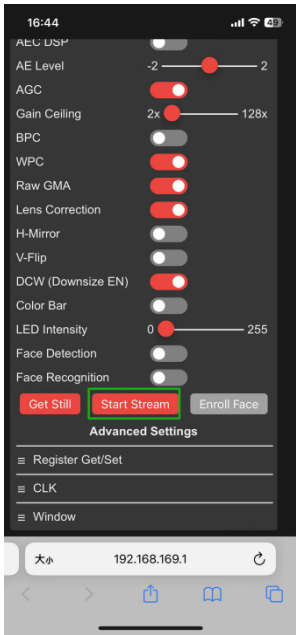 16:44
AEC DSP
AE Level -2 2
AGC
Gain Ceiling 2x 128x
BPC
WPC
Raw GMA
Lens Correction
H-Mirror
V-Flip
DCW (Downsize EN)
Color Bar
LED Intensity 0 255
Face Detection
Face Recognition
Get Still Start Stream Enroll Face
Advanced Settings
≡ Register Get/Set
≡ CLK
≡ Window
大小 192.168.169.1